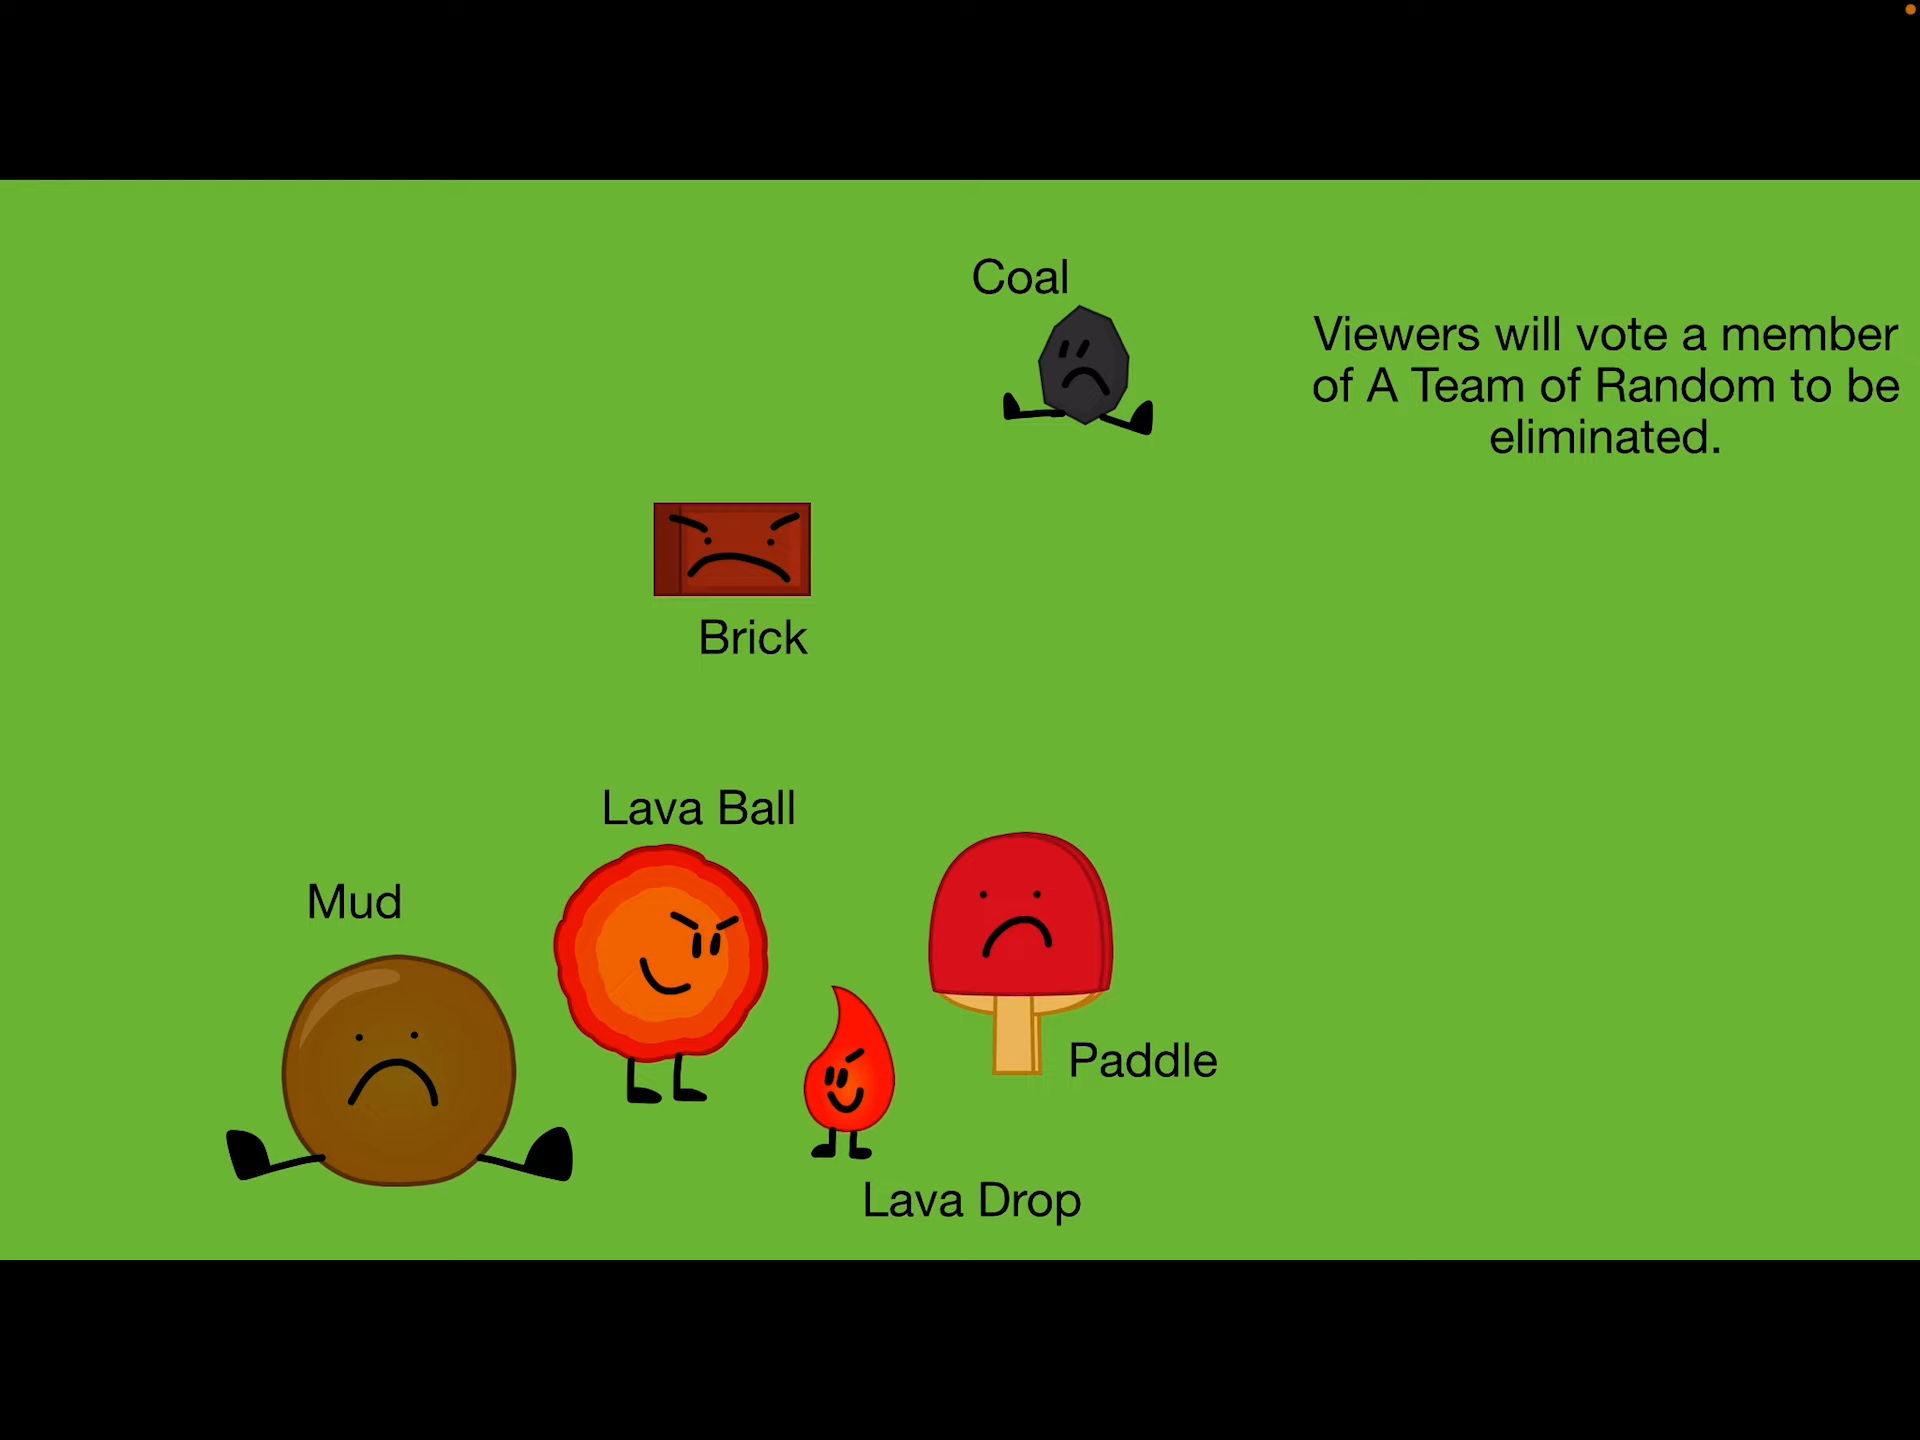 Coal
Viewers will vote a member
of A Team of Random to be
eliminated.
Brick
Lava Ball
Mud
Paddle
Lava Drop